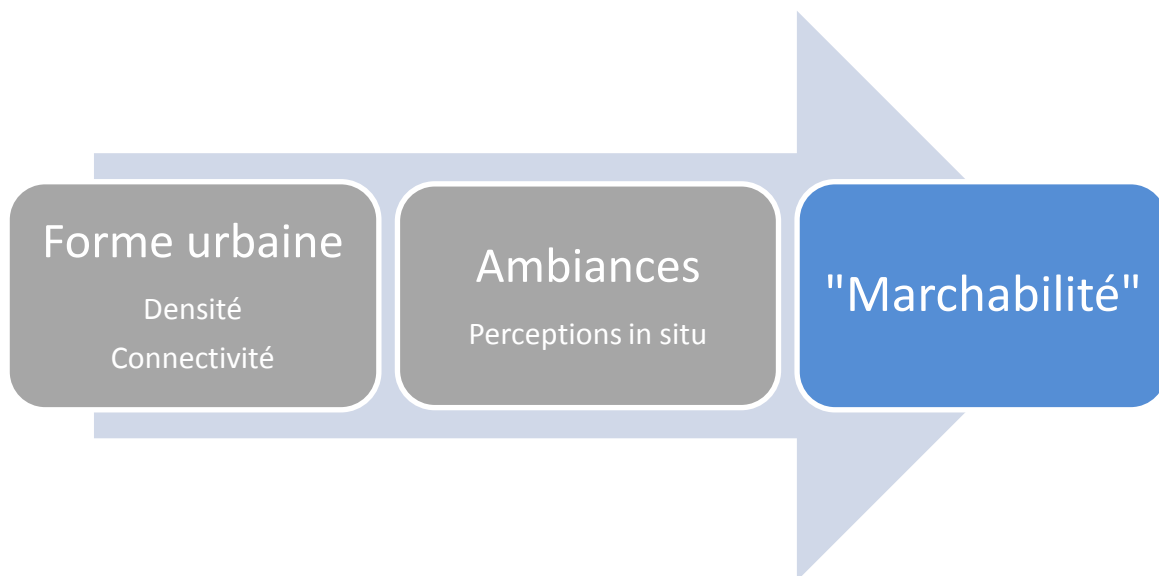 Forme urbaine
Densité
Connectivité
Ambiances
Perceptions in situ
"Marchabilité"